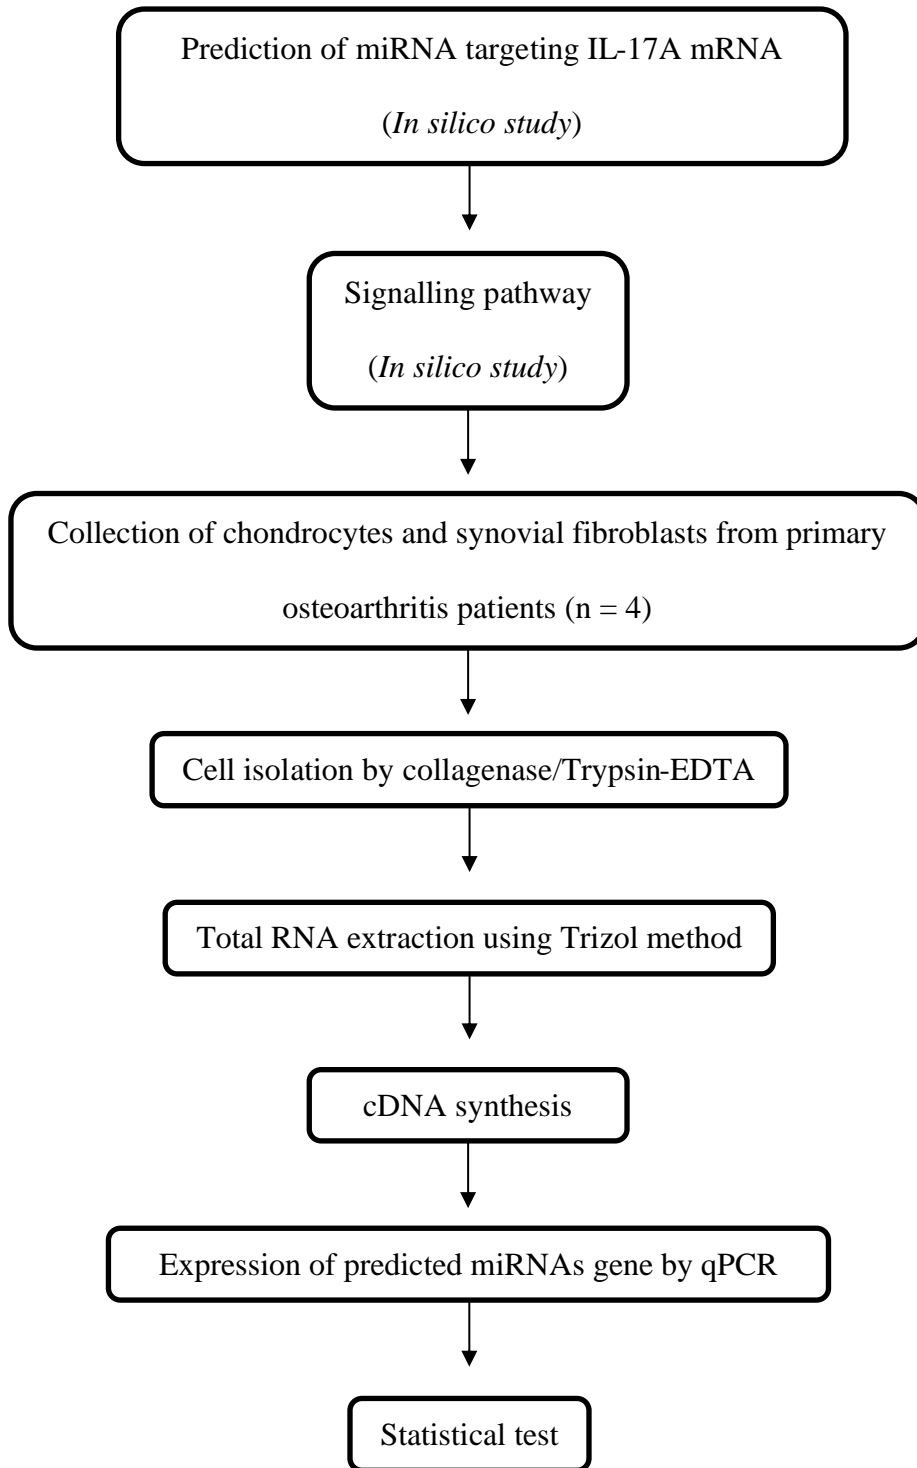 Prediction of miRNA targeting IL-17A mRNA
(In silico study)
Signalling pathway
(In silico study)
Collection of chondrocytes and synovial fibroblasts from primary
osteoarthritis patients (n = 4)
Cell isolation by collagenase/Trypsin-EDTA
Total RNA extraction using Trizol method
cDNA synthesis
Expression of predicted miRNAs gene by qPCR
Statistical test